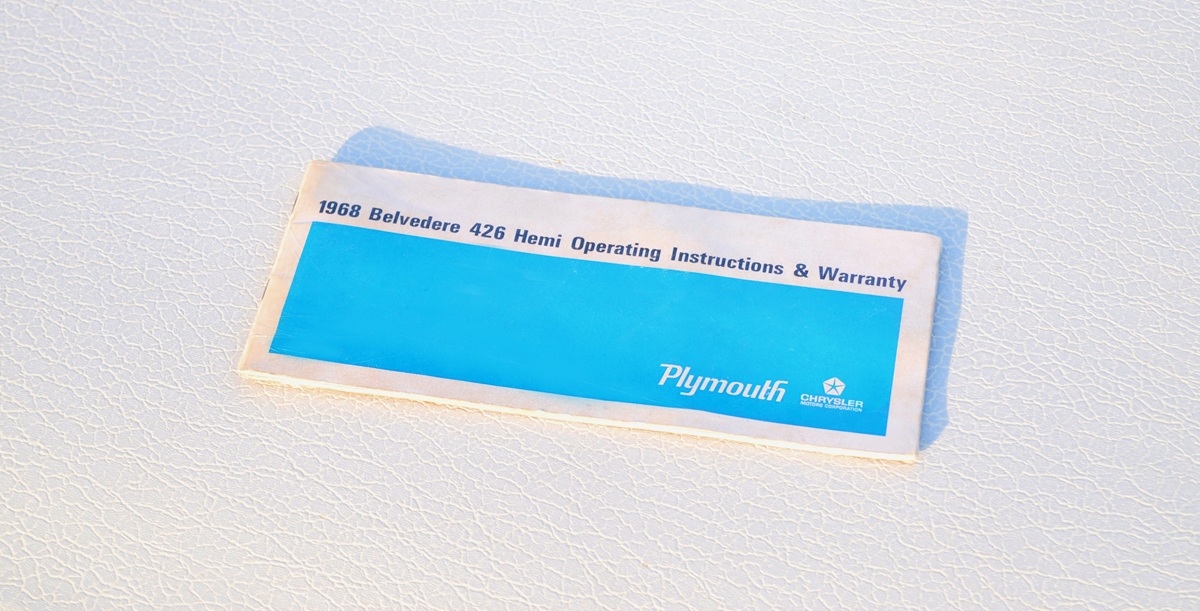 1968 Belvedere 426 Hemi Operating Instructions & Warranty
Plymouth
CHRYSLER
MOTORS CORPORATION